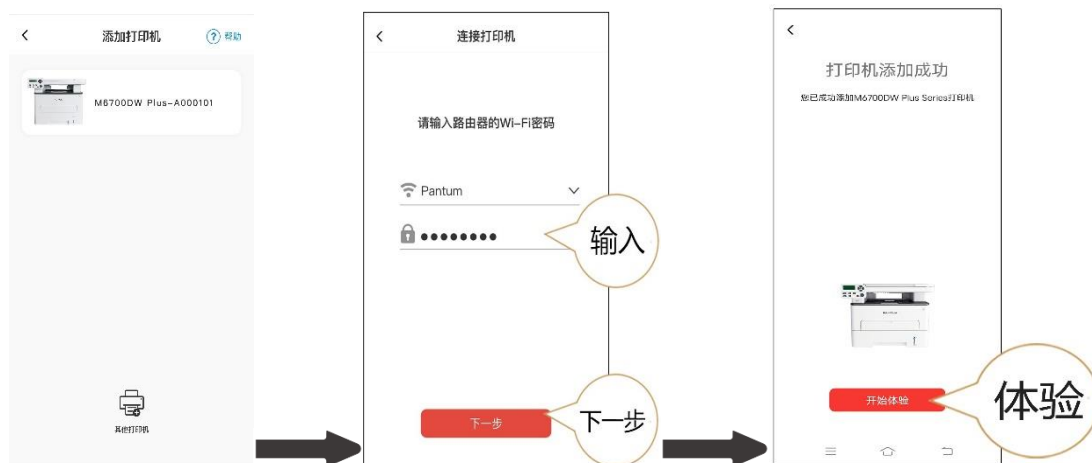 添加打印机
帮助
M6700DW Plus-A000101
其他打印机
连接打印机
请输入路由器的Wi-Fi密码
Pantum
输入
下一步
下一步
打印机添加成功
您已成功添加M6700DW Plus Series打印机
开始体验
体验